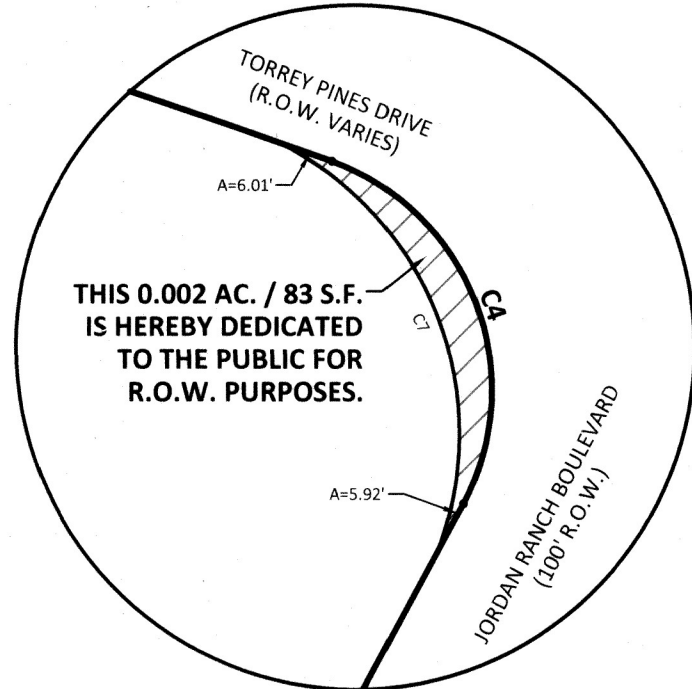 TORREY PINES DRIVE
(R.O.W. VARIES)
A=6.01'
THIS 0.002 AC. / 83 S.F.
IS HEREBY DEDICATED
TO THE PUBLIC FOR
R.O.W. PURPOSES.
C4
C7
A=5.92'
JORDAN RANCH BOULEVARD
(100' R.O.W.)